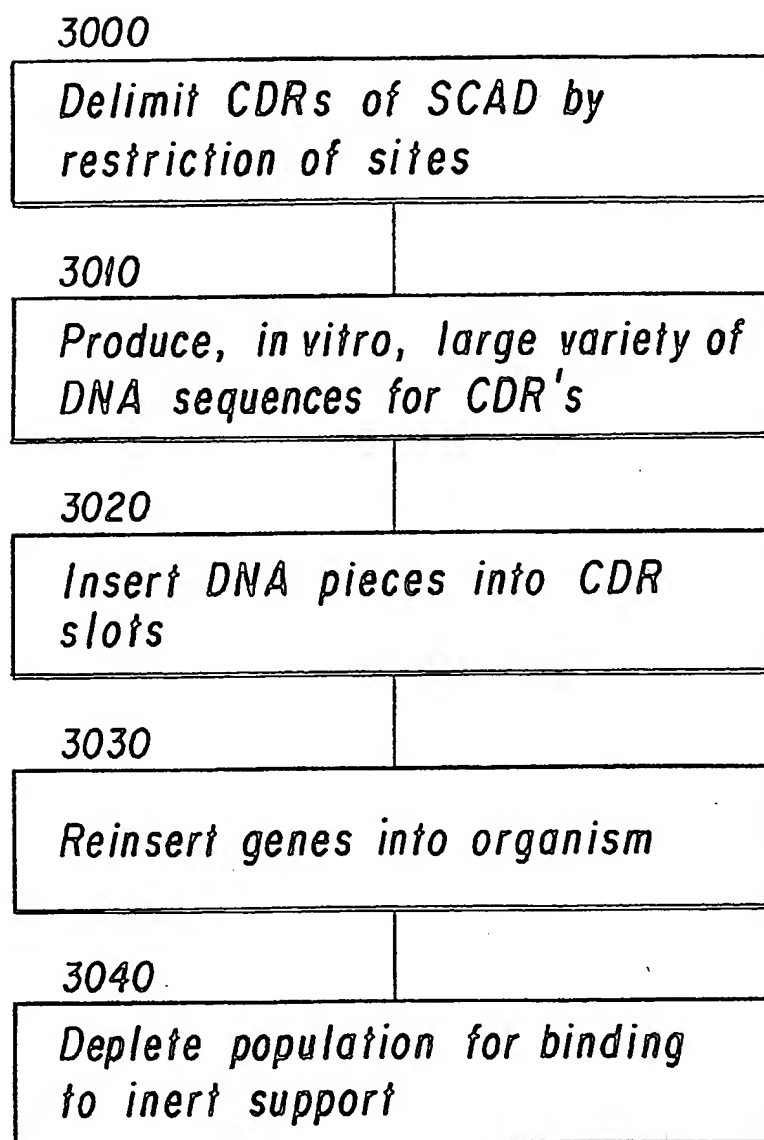 3000
Delimit CDRs of SCAD by
restriction of sites
3010
Produce, in vitro, large variety of
DNA sequences for CDR's
3020
Insert DNA pieces into CDR
slots
3030
Reinsert genes into organism
3040
Deplete population for binding
to inert support